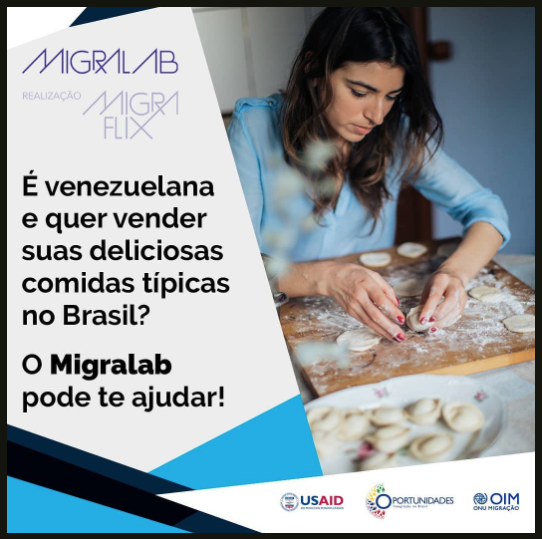 MIGRALAB
REALIZAÇÃO MIGRA
FLIX
É venezuelana
e quer vender
suas deliciosas
comidas típicas
no Brasil?
O Migralab
pode te ajudar!
USAID
OPORTUNIDADES
OIM
ONU MIGRAÇÃO